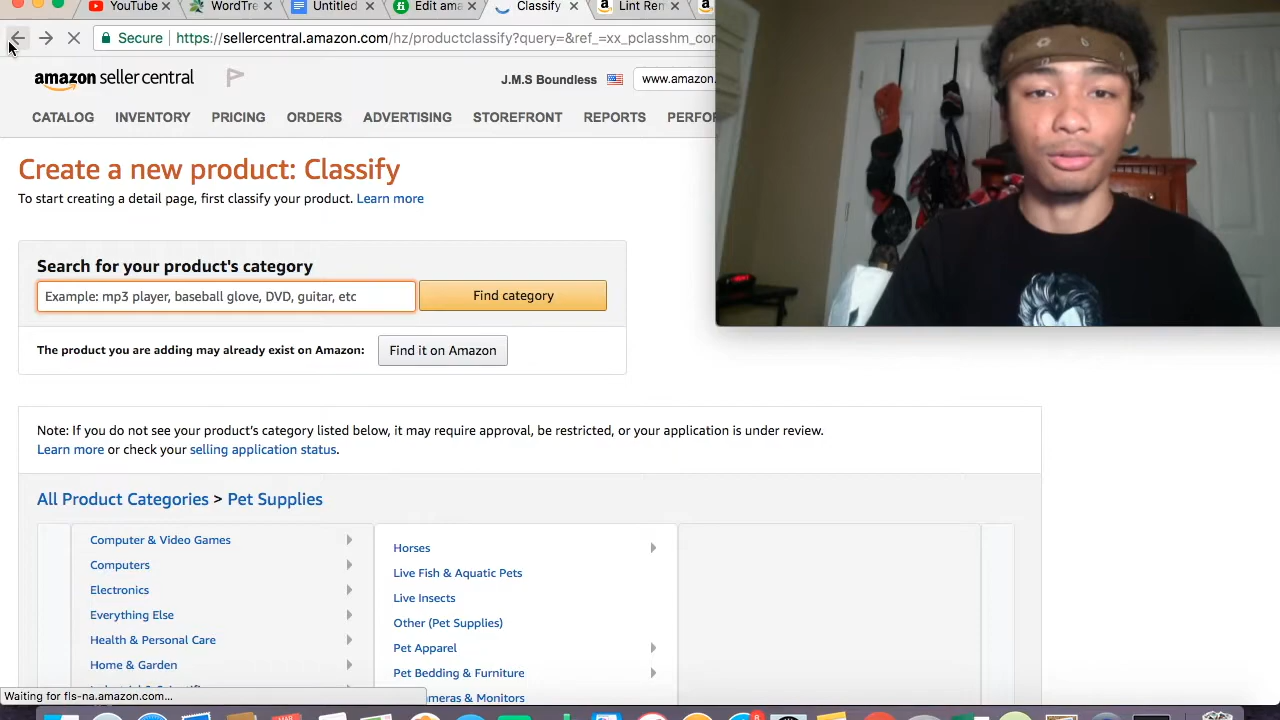 YouTube
WordTre
Untitled
Edit ama
Classify
Lint Rem
Secure
https://sellercentral.amazon.com/hz/productclassify?query=&ref_=xx_pclasshm_com
amazon seller central
J.M.S Boundless
www.amazon.
CATALOG INVENTORY PRICING ORDERS ADVERTISING STOREFRONT REPORTS PERFO
Create a new product: Classify
To start creating a detail page, first classify your product. Learn more
Search for your product's category
Example: mp3 player, baseball glove, DVD, guitar, etc
Find category
The product you are adding may already exist on Amazon:
Find it on Amazon
Note: If you do not see your product's category listed below, it may require approval, be restricted, or your application is under review.
Learn more or check your selling application status.
All Product Categories > Pet Supplies
Computer & Video Games
Computers
Electronics
Everything Else
Health & Personal Care
Home & Garden
Horses
Live Fish & Aquatic Pets
Live Insects
Other (Pet Supplies)
Pet Apparel
Pet Bedding & Furniture
ameras & Monitors
Waiting for fls-na.amazon.com...